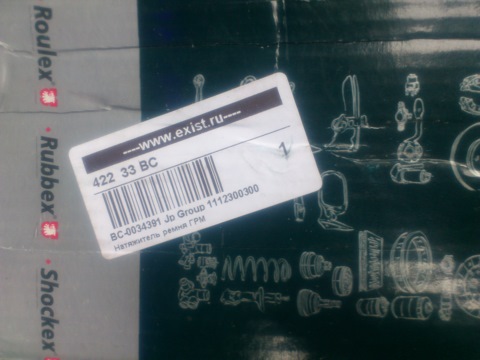 Roulex
Rubbex
Shockex
----www.exist.ru----
422 33 BC
1
BC-0034391 Jp Group 1112300300
Натяжитель ремня ГРМ